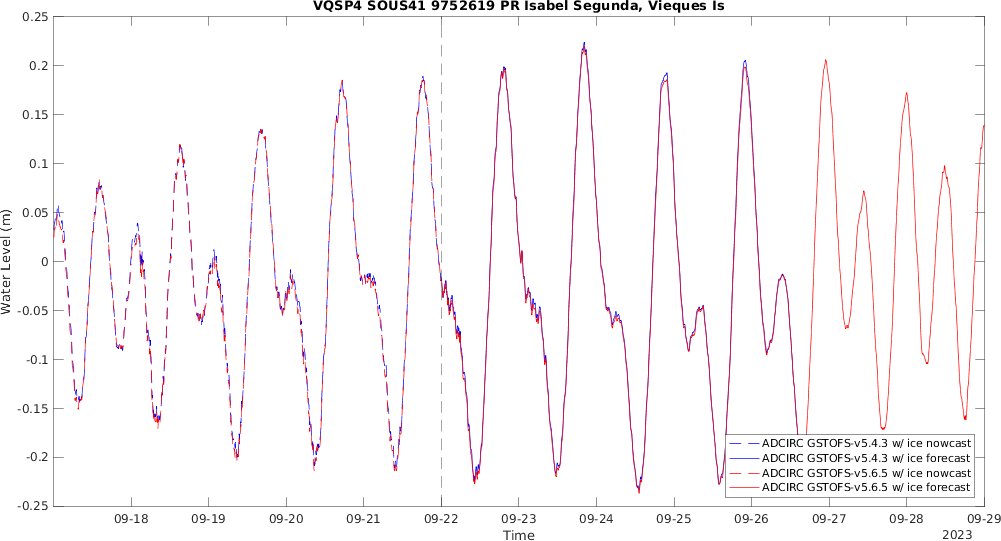 VQSP4 SOUS41 9752619 PR Isabel Segunda, Vieques Is
0.25
0.2
0.15
0.1
0.05
0
-0.05
-0.1
-0.15
-0.2
-0.25
Water Level (m)
ADCIRC GSTOFS-v5.4.3 w/ ice nowcast
ADCIRC GSTOFS-v5.4.3 w/ ice forecast
ADCIRC GSTOFS-v5.6.5 w/ ice nowcast
ADCIRC GSTOFS-v5.6.5 w/ ice forecast
09-18 09-19 09-20 09-21 09-22 09-23 09-24 09-25 09-26 09-27 09-28 09-29
Time
2023